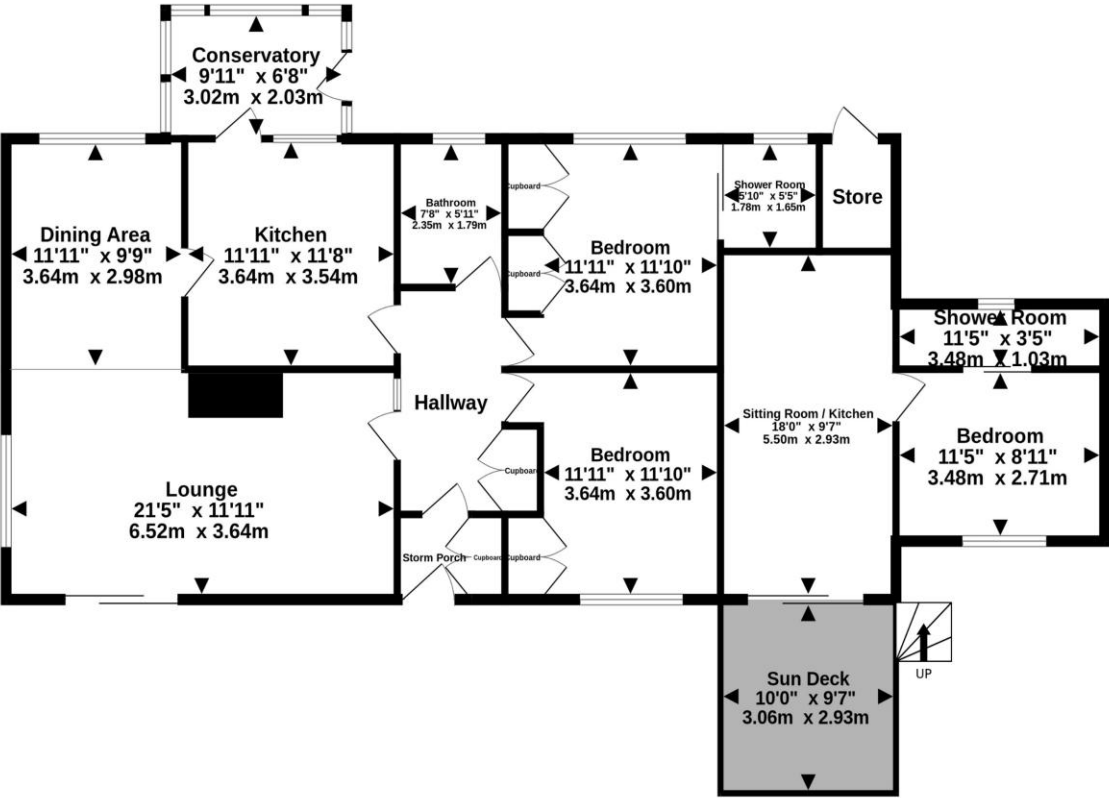 Conservatory
9'11" x 6'8"
3.02m x 2.03m
Dining Area
11'11" x 9'9"
3.64m x 2.98m
Kitchen
11'11" x 11'8"
3.64m x 3.54m
Bathroom
7'8" x 5'11"
2.35m x 1.79m
Cupboard
Cupboard
Bedroom
11'11" x 11'10"
3.64m x 3.60m
Shower Room
5'10" x 5'5"
1.78m x 1.65m
Store
Shower Room
11'5" x 3'5"
3.48m x 1.03m
Hallway
Lounge
21'5" x 11'11"
6.52m x 3.64m
Cupboard
Bedroom
11'11" x 11'10"
3.64m x 3.60m
Sitting Room / Kitchen
18'0" x 9'7"
5.50m x 2.93m
Bedroom
11'5" x 8'11"
3.48m x 2.71m
Storm Porch
Cupboard
Cupboard
Sun Deck
10'0" x 9'7"
3.06m x 2.93m
UP